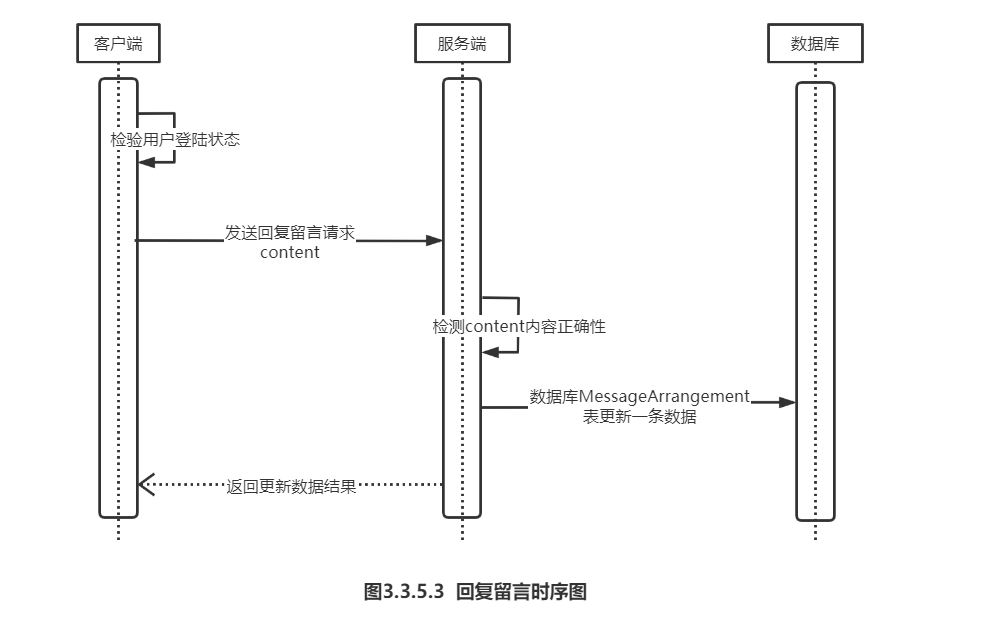 客户端
服务端
数据库
检验用户登陆状态
发送回复留言请求
content
检测content内容正确性
数据库MessageArrangement
表更新一条数据
返回更新数据结果
图3.3.5.3 回复留言时序图